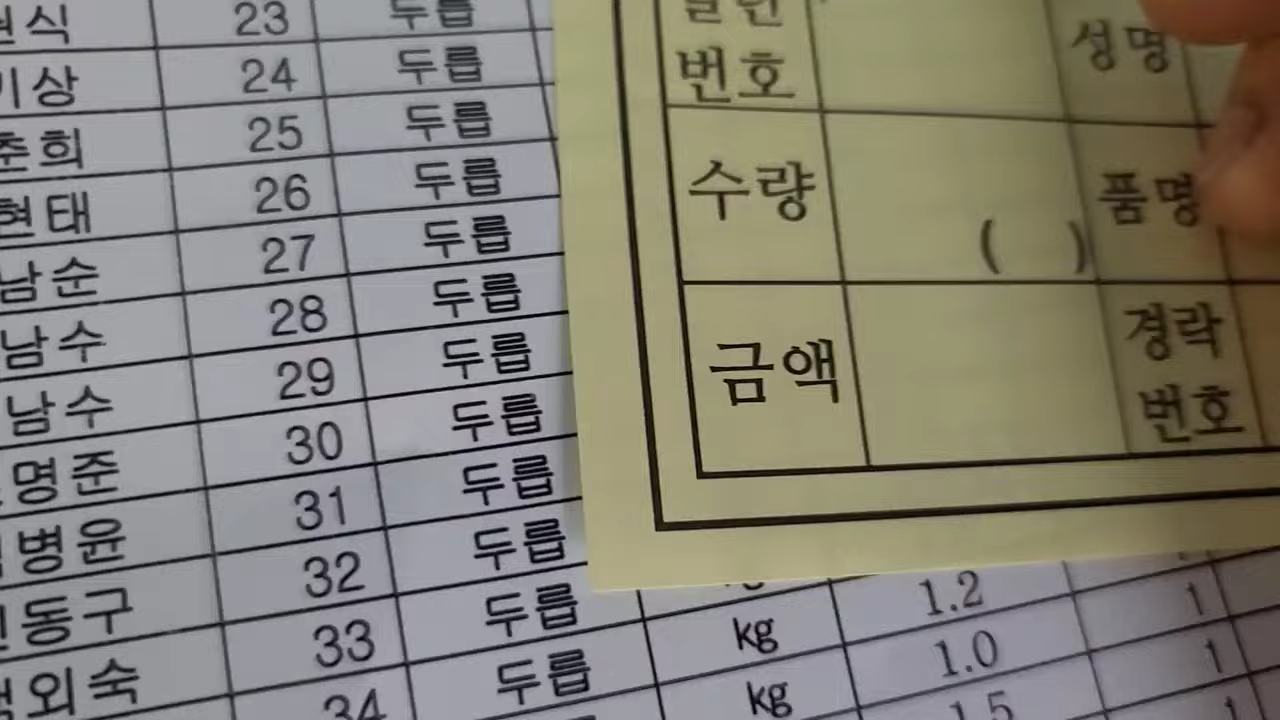 식 23 두릅
상 24 두릅
춘희 25 두릅
현태 26 두릅
남순 27 두릅
남수 28 두릅
남수 29 두릅
명준 30 두릅
병윤 31 두릅
동구 32 두릅
외숙 33 두릅
34 두릅 kg 1.2 1
kg 1.0 1
1.5 1
번호 성명
수량 ( ) 품명
금액 경락
번호